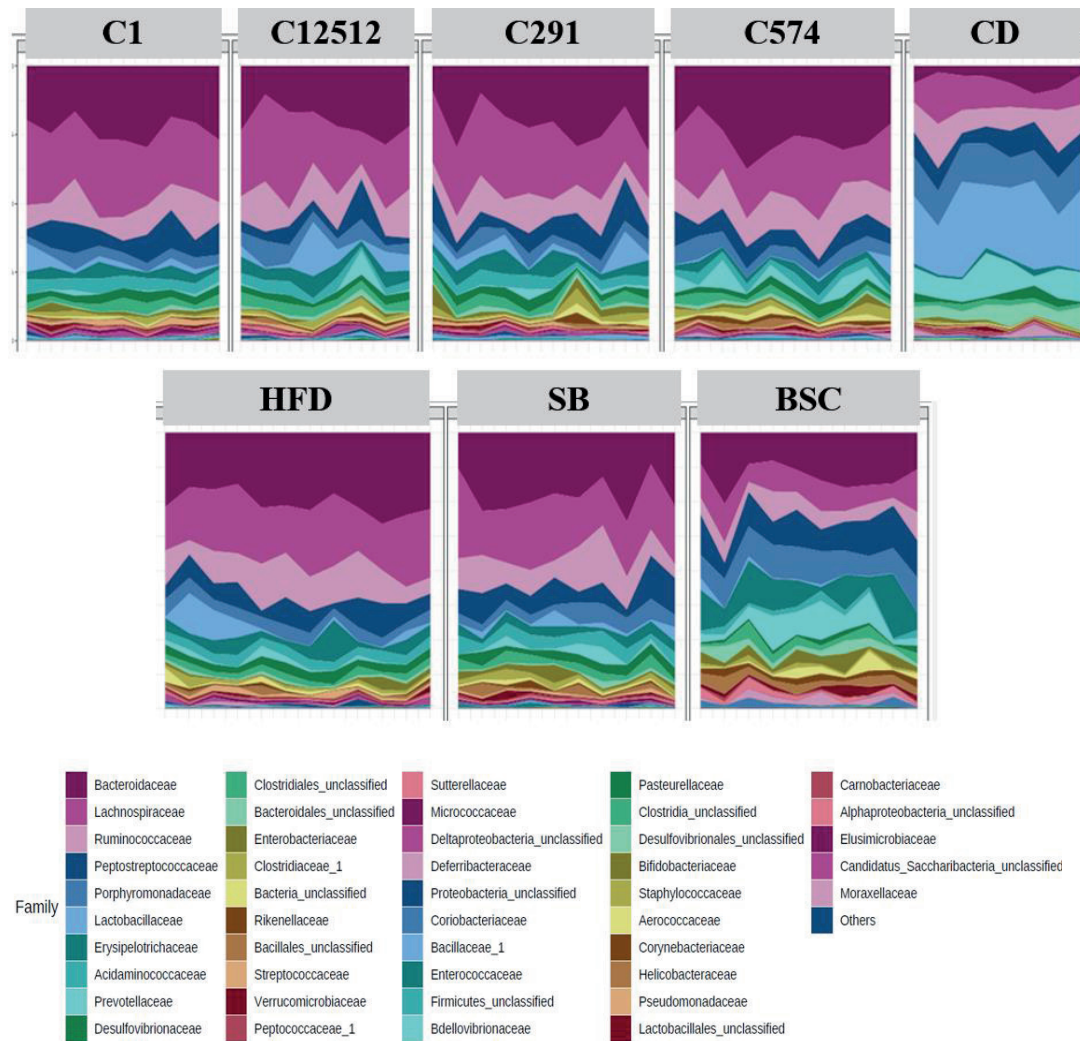 C1 C12512 C291 C574 CD
HFD SB BSC
Family
Bacteroidaceae
Lachnospiraceae
Ruminococcaceae
Peptostreptococcaceae
Porphyromonadaceae
Lactobacillaceae
Erysipelotrichaceae
Acidaminococcaceae
Prevotellaceae
Desulfovibrionaceae
Clostridiales_unclassified
Bacteroidales_unclassified
Enterobacteriaceae
Clostridiaceae_1
Bacteria_unclassified
Rikenellaceae
Bacillales_unclassified
Streptococcaceae
Verrucomicrobiaceae
Peptococcaceae_1
Sutterellaceae
Micrococcaceae
Deltaproteobacteria_unclassified
Deferribacteraceae
Proteobacteria_unclassified
Coriobacteriaceae
Bacillaceae_1
Enterococcaceae
Firmicutes_unclassified
Bdellovibrionaceae
Pasteurellaceae
Clostridia_unclassified
Desulfovibrionales_unclassified
Bifidobacteriaceae
Staphylococcaceae
Aerococcaceae
Corynebacteriaceae
Helicobacteraceae
Pseudomonadaceae
Lactobacillales_unclassified
Carnobacteriaceae
Alphaproteobacteria_unclassified
Elusimicrobiaceae
Candidatus_Saccharibacteria_unclassified
Moraxellaceae
Others